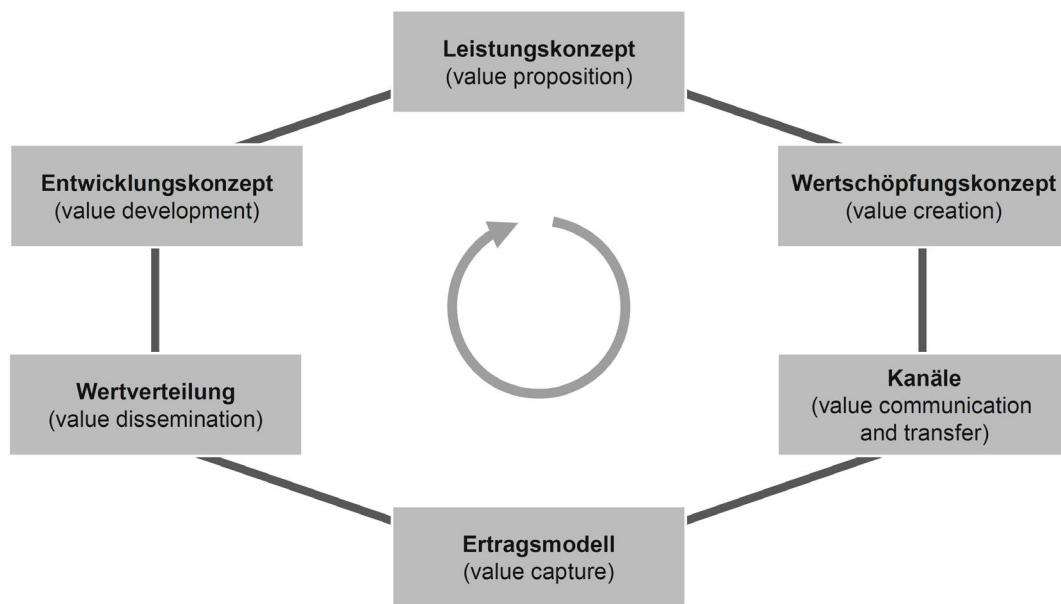 Leistungskonzept
(value proposition)
Entwicklungskonzept
(value development)
Wertschöpfungskonzept
(value creation)
Wertverteilung
(value dissemination)
Kanäle
(value communication
and transfer)
Ertragsmodell
(value capture)